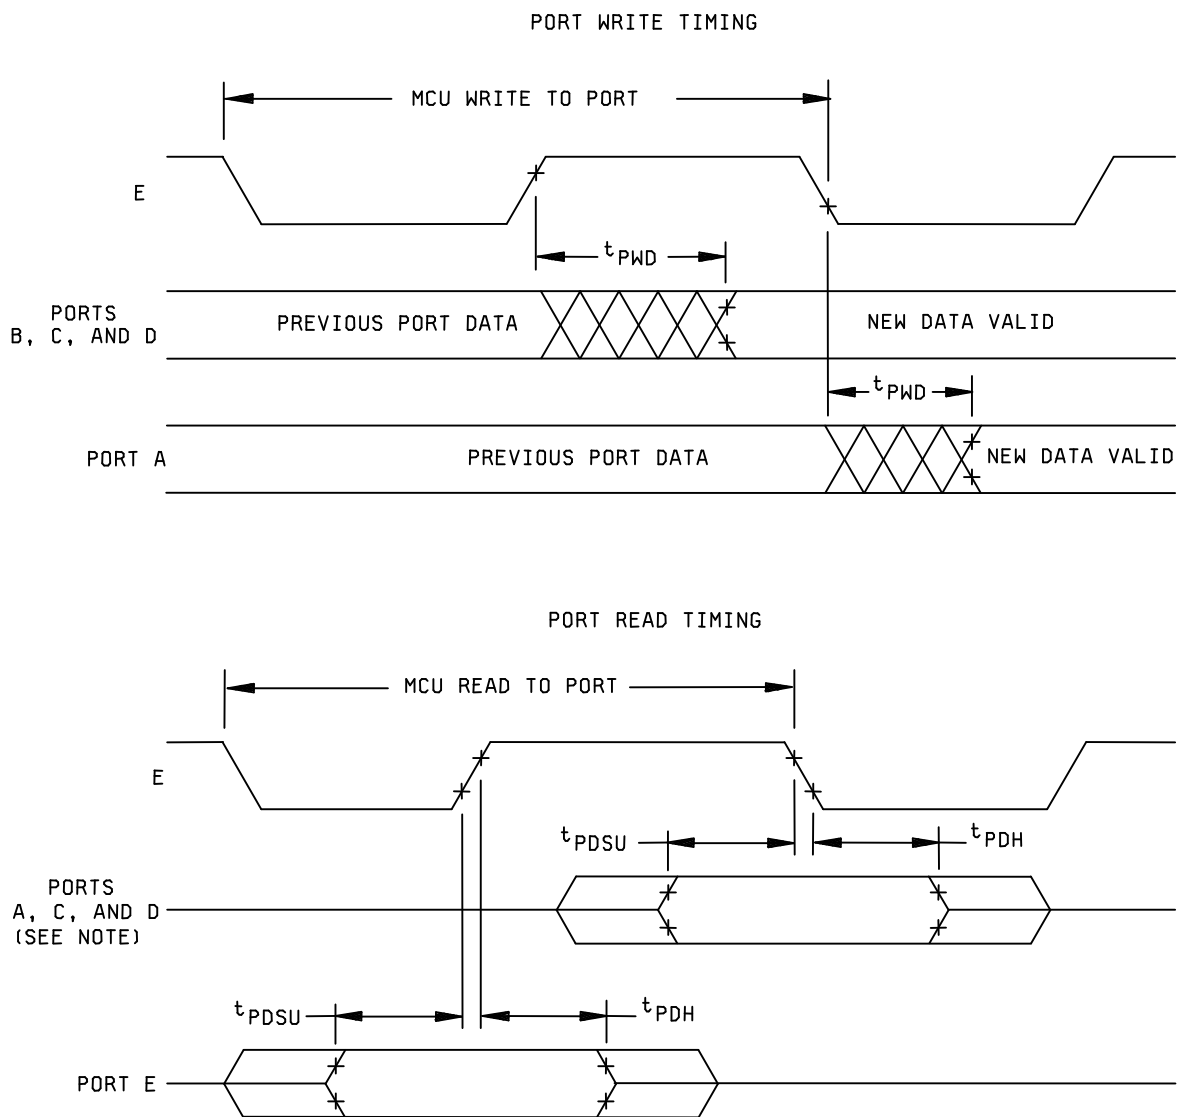 PORT WRITE TIMING
MCU WRITE TO PORT
E
tPWD
PORTS
B, C, AND D
PREVIOUS PORT DATA
NEW DATA VALID
tPWD
PORT A
PREVIOUS PORT DATA
NEW DATA VALID
PORT READ TIMING
MCU READ TO PORT
E
tPDSU
tPDH
PORTS
A, C, AND D
(SEE NOTE)
tPDSU
tPDH
PORT E